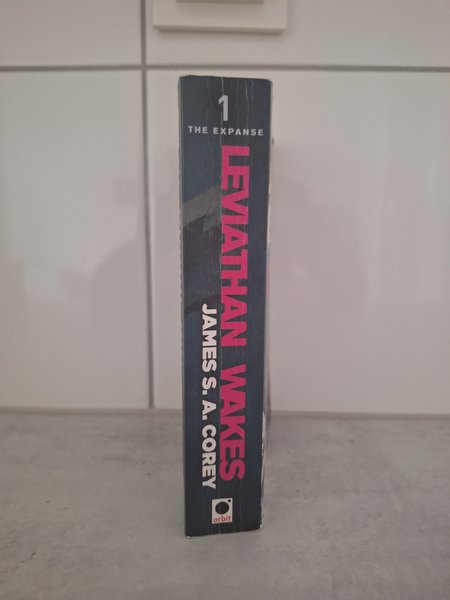 1
THE EXPANSE
LEVIATHAN WAKES
JAMES S. A. COREY
orbit